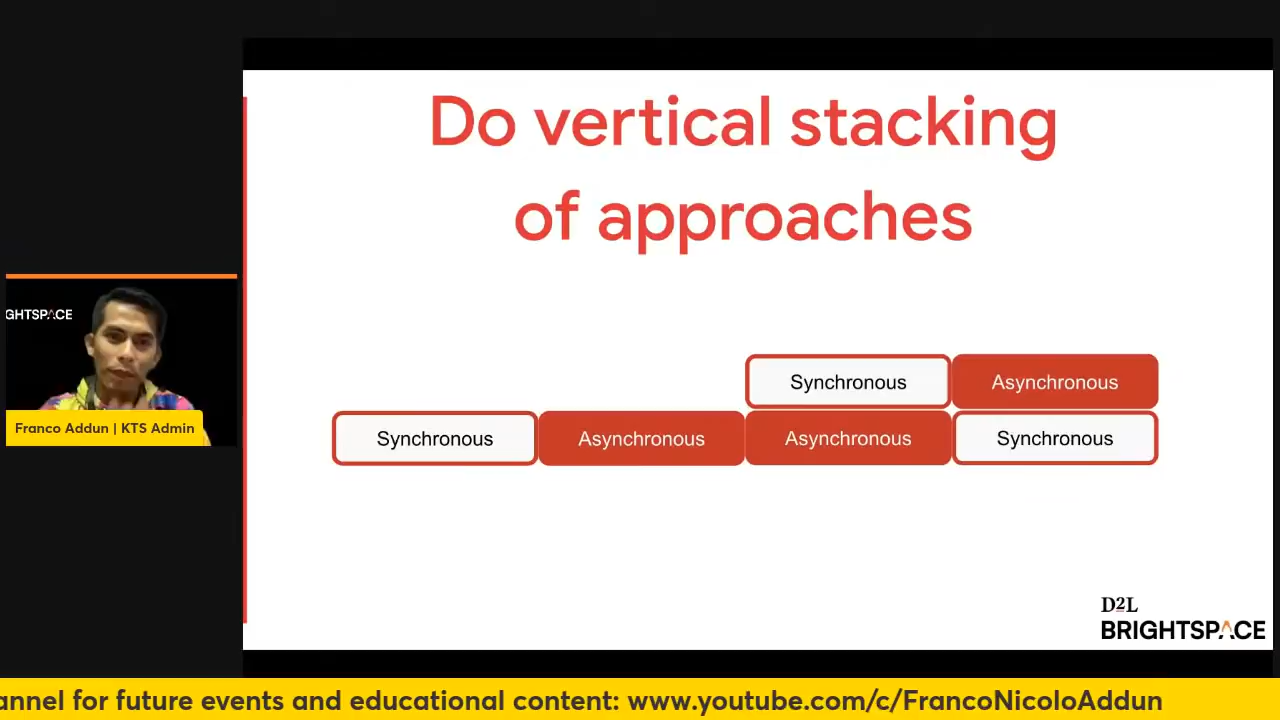 Do vertical stacking
of approaches
Synchronous Asynchronous
Synchronous Asynchronous Asynchronous Synchronous
GHTSPACE
Franco Addun | KTS Admin
D2L
BRIGHTSPACE
annel for future events and educational content: www.youtube.com/c/FrancoNicoloAddun